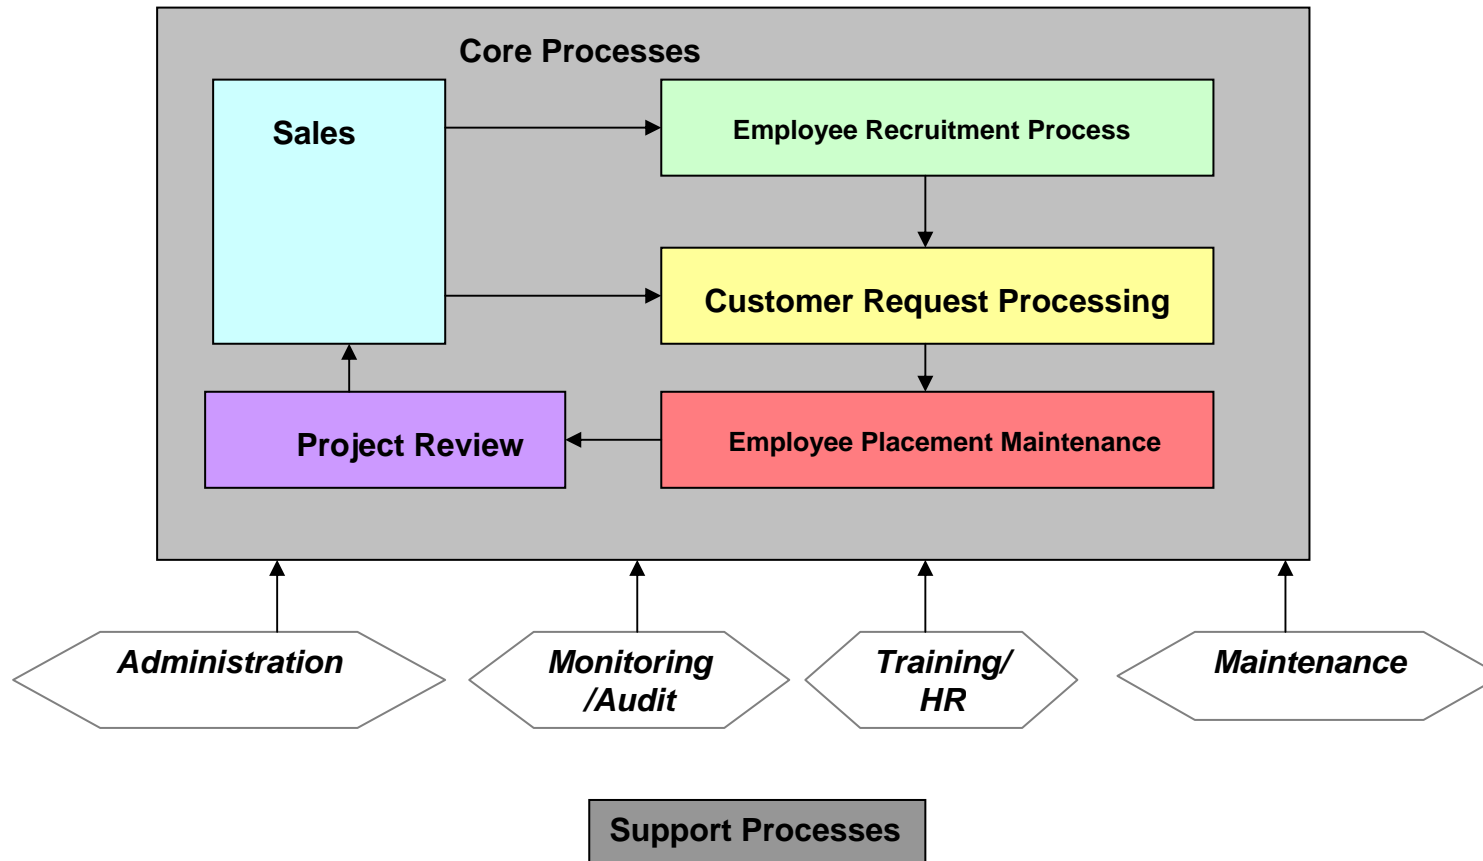 Core Processes
Sales
Employee Recruitment Process
Customer Request Processing
Project Review
Employee Placement Maintenance
Administration
Monitoring
/Audit
Training/
HR
Maintenance
Support Processes